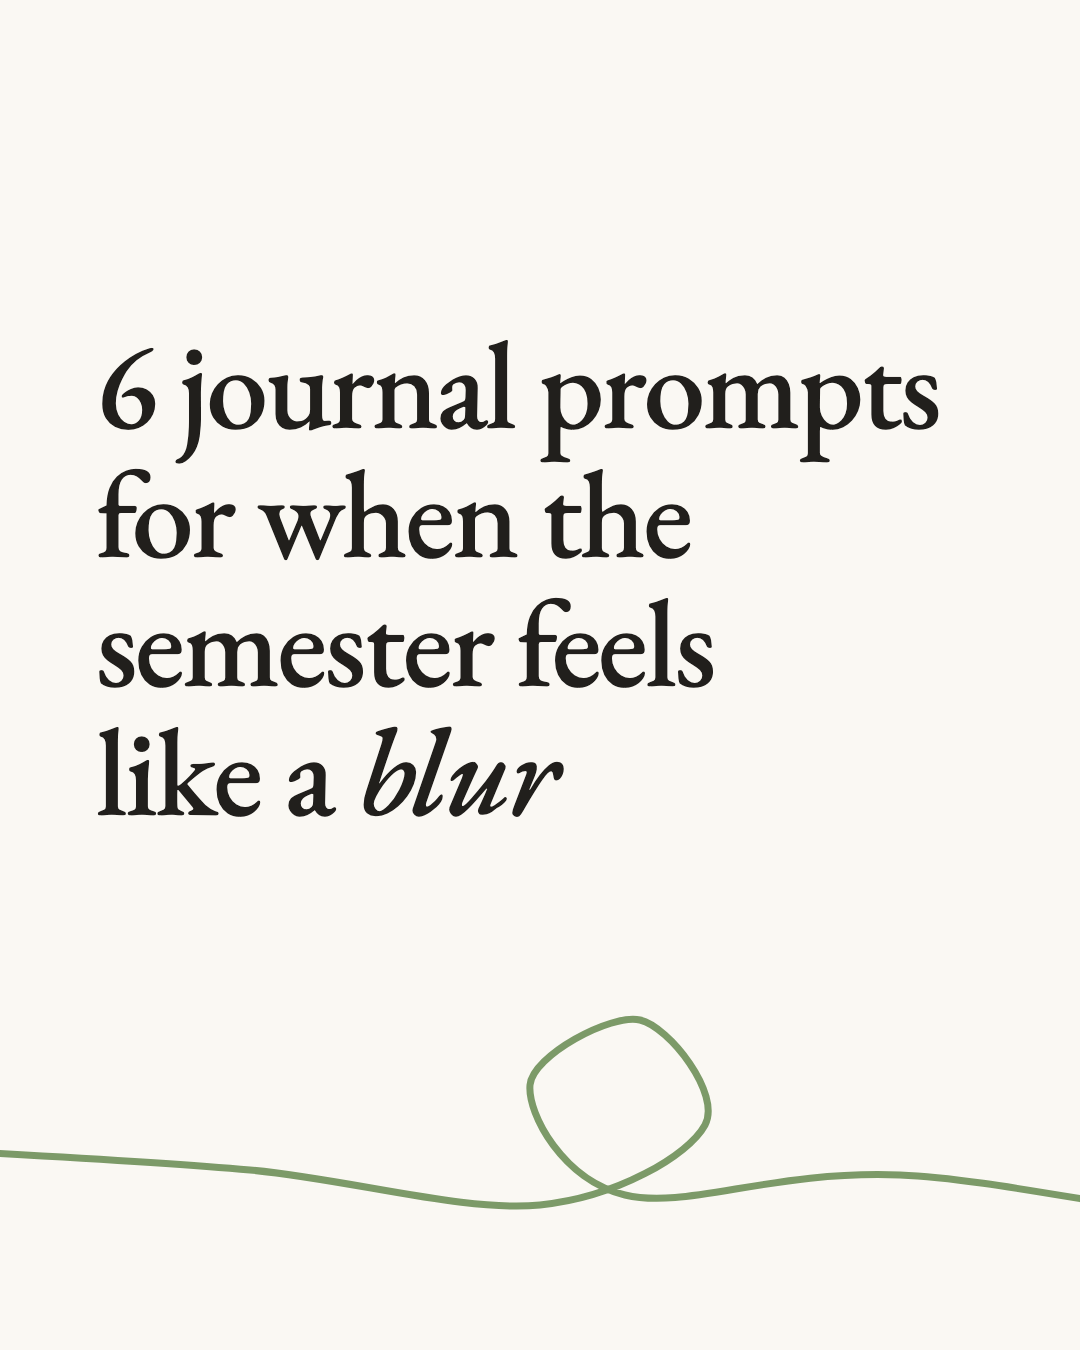 6 journal prompts
for when the
semester feels
like a blur